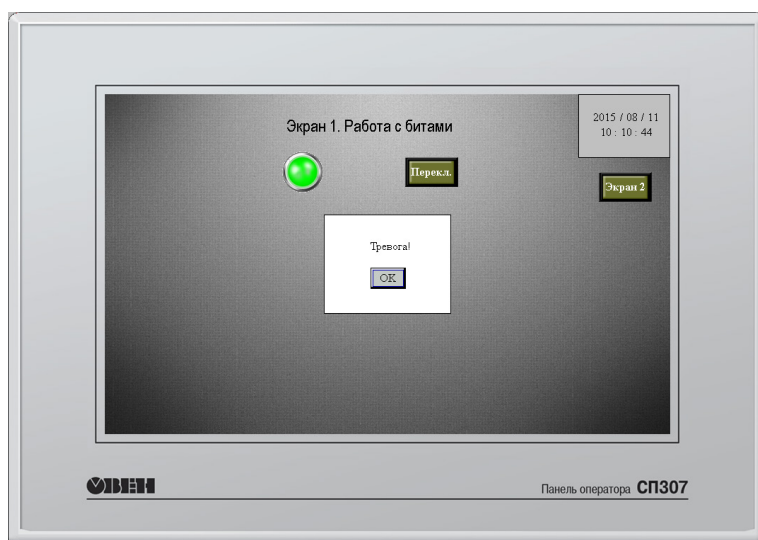 Экран 1. Работа с битами
2015 / 08 / 11
10 : 10 : 44
Перекл.
Экран 2
Тревога!
OK
ОВЕН
Панель оператора СП307